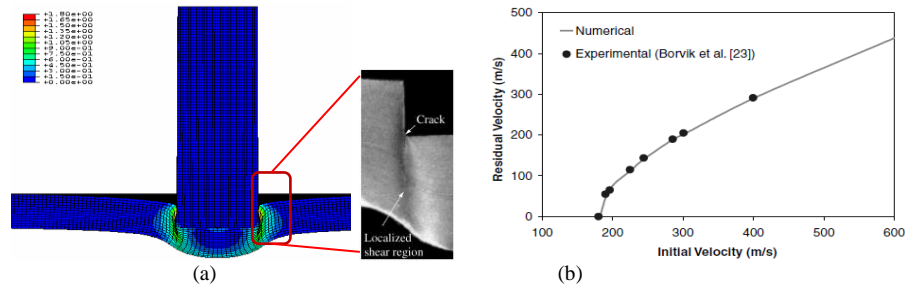 +1.80e+00
+1.65e+00
+1.50e+00
+1.35e+00
+1.20e+00
+1.05e+00
+9.00e-01
+7.50e-01
+6.00e-01
+4.50e-01
+3.00e-01
+1.50e-01
+0.00e+00
Crack
Localized
shear region
(a)
500
400
300
200
100
0
Residual Velocity (m/s)
Numerical
Experimental (Borvik et al. [23])
100
200
300
400
500
600
Initial Velocity (m/s)
(b)